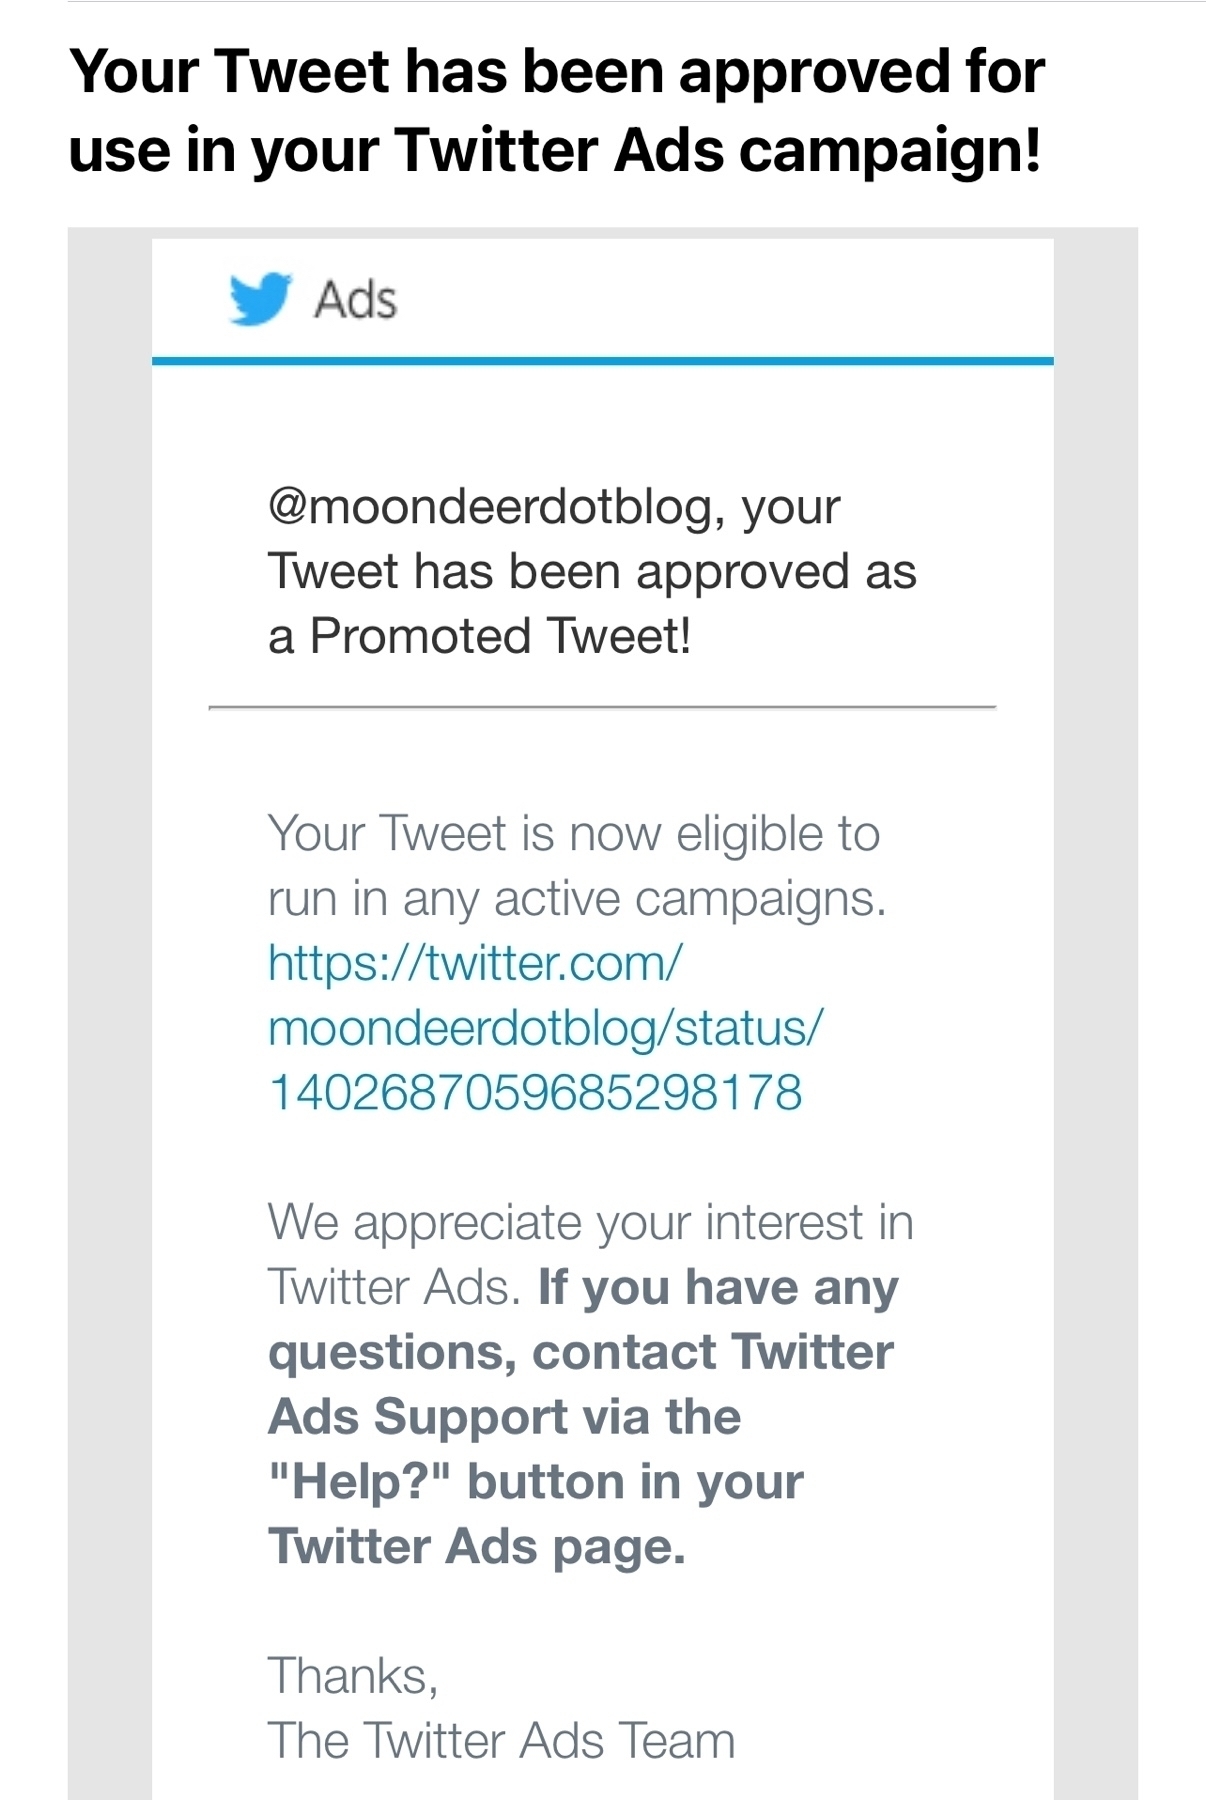 Your Tweet has been approved for
use in your Twitter Ads campaign!
Ads
@moondeerdotblog, your
Tweet has been approved as
a Promoted Tweet!
Your Tweet is now eligible to
run in any active campaigns.
https://twitter.com/
moondeerdotblog/status/
1402687059685298178
We appreciate your interest in
Twitter Ads. If you have any
questions, contact Twitter
Ads Support via the
"Help?" button in your
Twitter Ads page.
Thanks,
The Twitter Ads Team